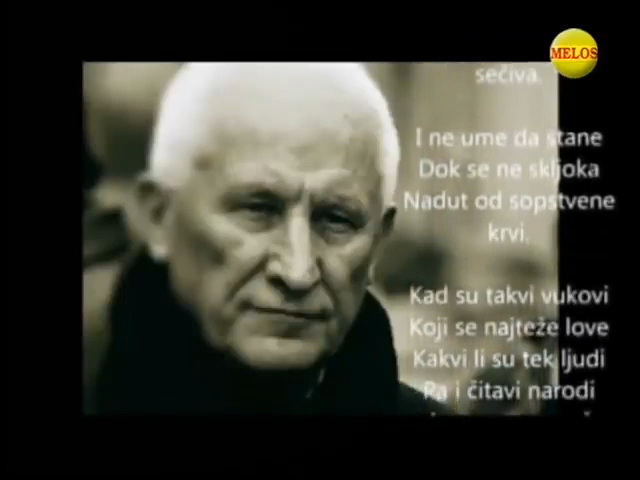 MELOS
sečiva.
I ne ume da stane
Dok se ne skljoka
Nadut od sopstvene
krvi.
Kad su takvi vukovi
Koji se najteže love
Kakvi li su tek ljudi
Pa i čitavi narodi